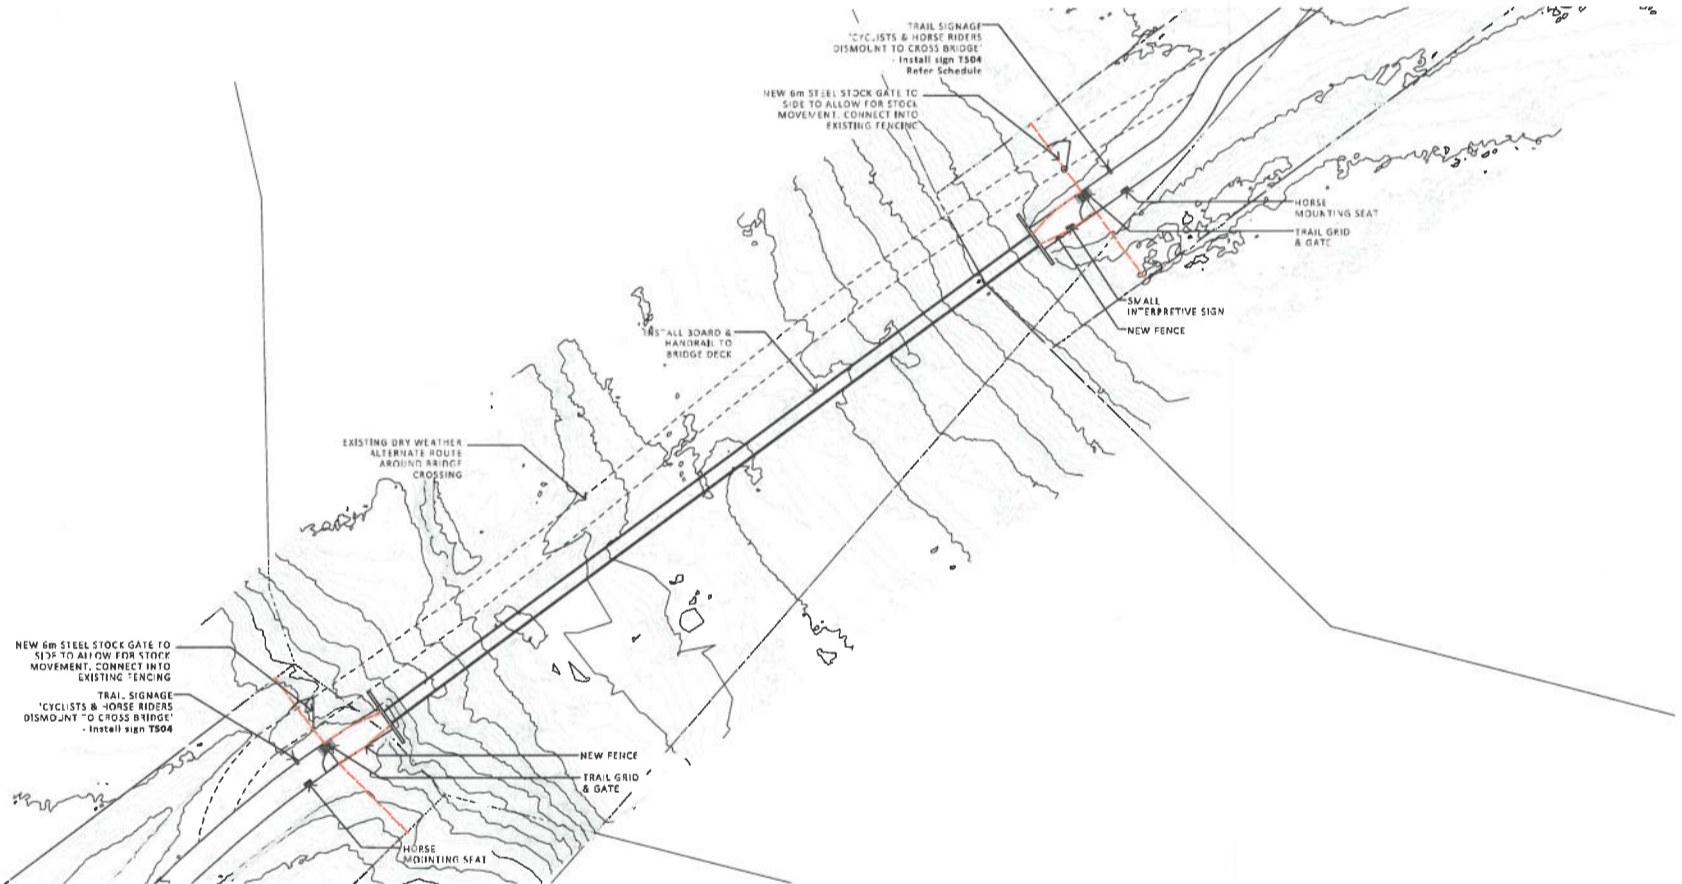 TRAIL SIGNAGE
'CYCLISTS & HORSE RIDERS
DISMOUNT TO CROSS BRIDGE'
- Install sign TS04
Refer Schedule
NEW 6m STEEL STOCK GATE TO
SIDE TO ALLOW FOR STOCK
MOVEMENT. CONNECT INTO
EXISTING FENCING
HORSE
MOUNTING SEAT
TRAIL GRID
& GATE
SMALL
INTERPRETIVE SIGN
NEW FENCE
INSTALL BOARD &
HANDRAIL TO
BRIDGE DECK
EXISTING DRY WEATHER
ALTERNATE ROUTE
AROUND BRIDGE
CROSSING
NEW 6m STEEL STOCK GATE TO
SIDE TO ALLOW FOR STOCK
MOVEMENT. CONNECT INTO
EXISTING FENCING
TRAIL SIGNAGE
'CYCLISTS & HORSE RIDERS
DISMOUNT TO CROSS BRIDGE'
- Install sign TS04
NEW FENCE
TRAIL GRID
& GATE
HORSE
MOUNTING SEAT